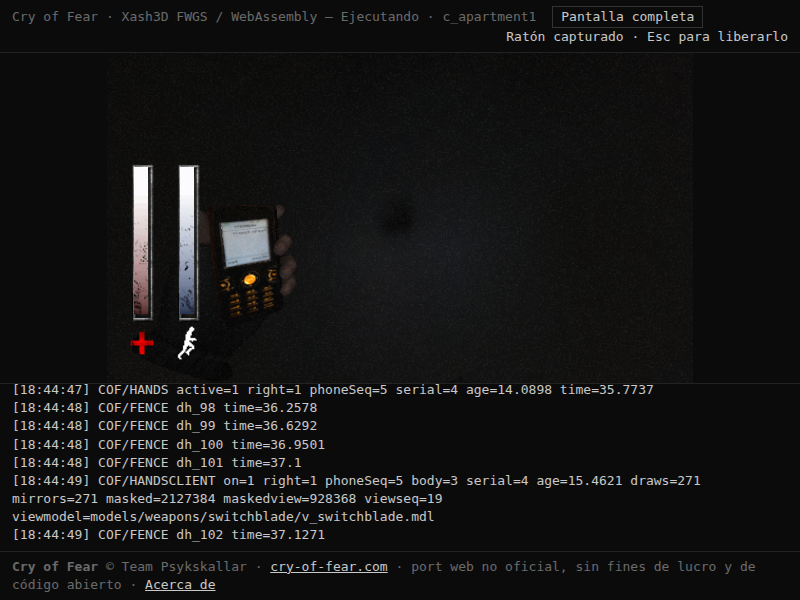 Cry of Fear · Xash3D FWGS / WebAssembly — Ejecutando · c_apartment1
Pantalla completa
Ratón capturado · Esc para liberarlo
[18:44:47] COF/HANDS active=1 right=1 phoneSeq=5 serial=4 age=14.0898 time=35.7737
[18:44:48] COF/FENCE dh_98 time=36.2578
[18:44:48] COF/FENCE dh_99 time=36.6292
[18:44:48] COF/FENCE dh_100 time=36.9501
[18:44:48] COF/FENCE dh_101 time=37.1
[18:44:49] COF/HANDSCLIENT on=1 right=1 phoneSeq=5 body=3 serial=4 age=15.4621 draws=271
mirrors=271 masked=2127384 maskedview=928368 viewseq=19
viewmodel=models/weapons/switchblade/v_switchblade.mdl
[18:44:49] COF/FENCE dh_102 time=37.1271
Cry of Fear © Team Psykskallar · cry-of-fear.com · port web no oficial, sin fines de lucro y de
código abierto · Acerca de